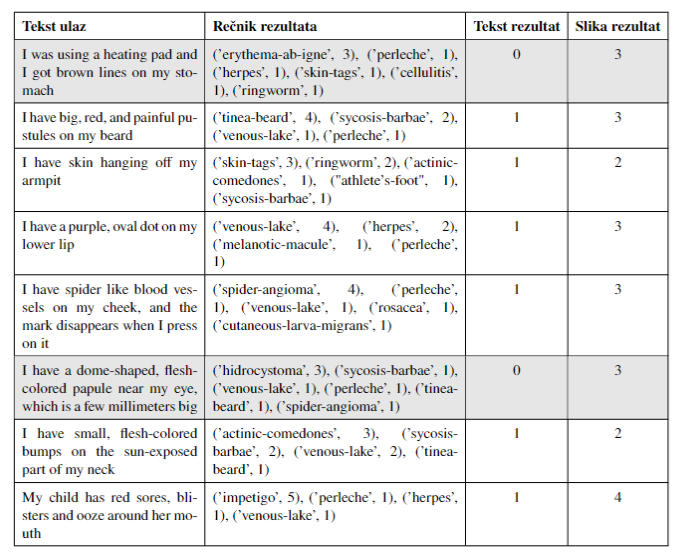 Tekst ulaz Rečnik rezultata Tekst rezultat Slika rezultat
I was using a heating pad and ('erythema-ab-igne', 3), ('perleche', 1), 0 3
I got brown lines on my sto- ('herpes', 1), ('skin-tags', 1), ('cellulitis',
mach 1), ('ringworm', 1)
I have big, red, and painful pu- ('tinea-beard', 4), ('sycosis-barbae', 2), 1 3
stules on my beard ('venous-lake', 1), ('perleche', 1)
I have skin hanging off my ('skin-tags', 3), ('ringworm', 2), ('actinic- 1 2
armpit comedones', 1), ("athlete's-foot", 1),
('sycosis-barbae', 1)
I have a purple, oval dot on my ('venous-lake', 4), ('herpes', 2), 1 3
lower lip ('melanotic-macule', 1), ('perleche',
1)
I have spider like blood ves- ('spider-angioma', 4), ('perleche', 1 3
sels on my cheek, and the 1), ('venous-lake', 1), ('rosacea', 1),
mark disappears when I press ('cutaneous-larva-migrans', 1)
on it
I have a dome-shaped, flesh- ('hidrocystoma', 3), ('sycosis-barbae', 1), 0 3
colored papule near my eye, ('venous-lake', 1), ('perleche', 1), ('tinea-
which is a few millimeters big beard', 1), ('spider-angioma', 1)
I have small, flesh-colored ('actinic-comedones', 3), ('sycosis- 1 2
bumps on the sun-exposed barbae', 2), ('venous-lake', 2), ('tinea-
part of my neck beard', 1)
My child has red sores, bli- ('impetigo', 5), ('perleche', 1), ('herpes', 1 4
sters and ooze around her mo- 1), ('venous-lake', 1)
uth